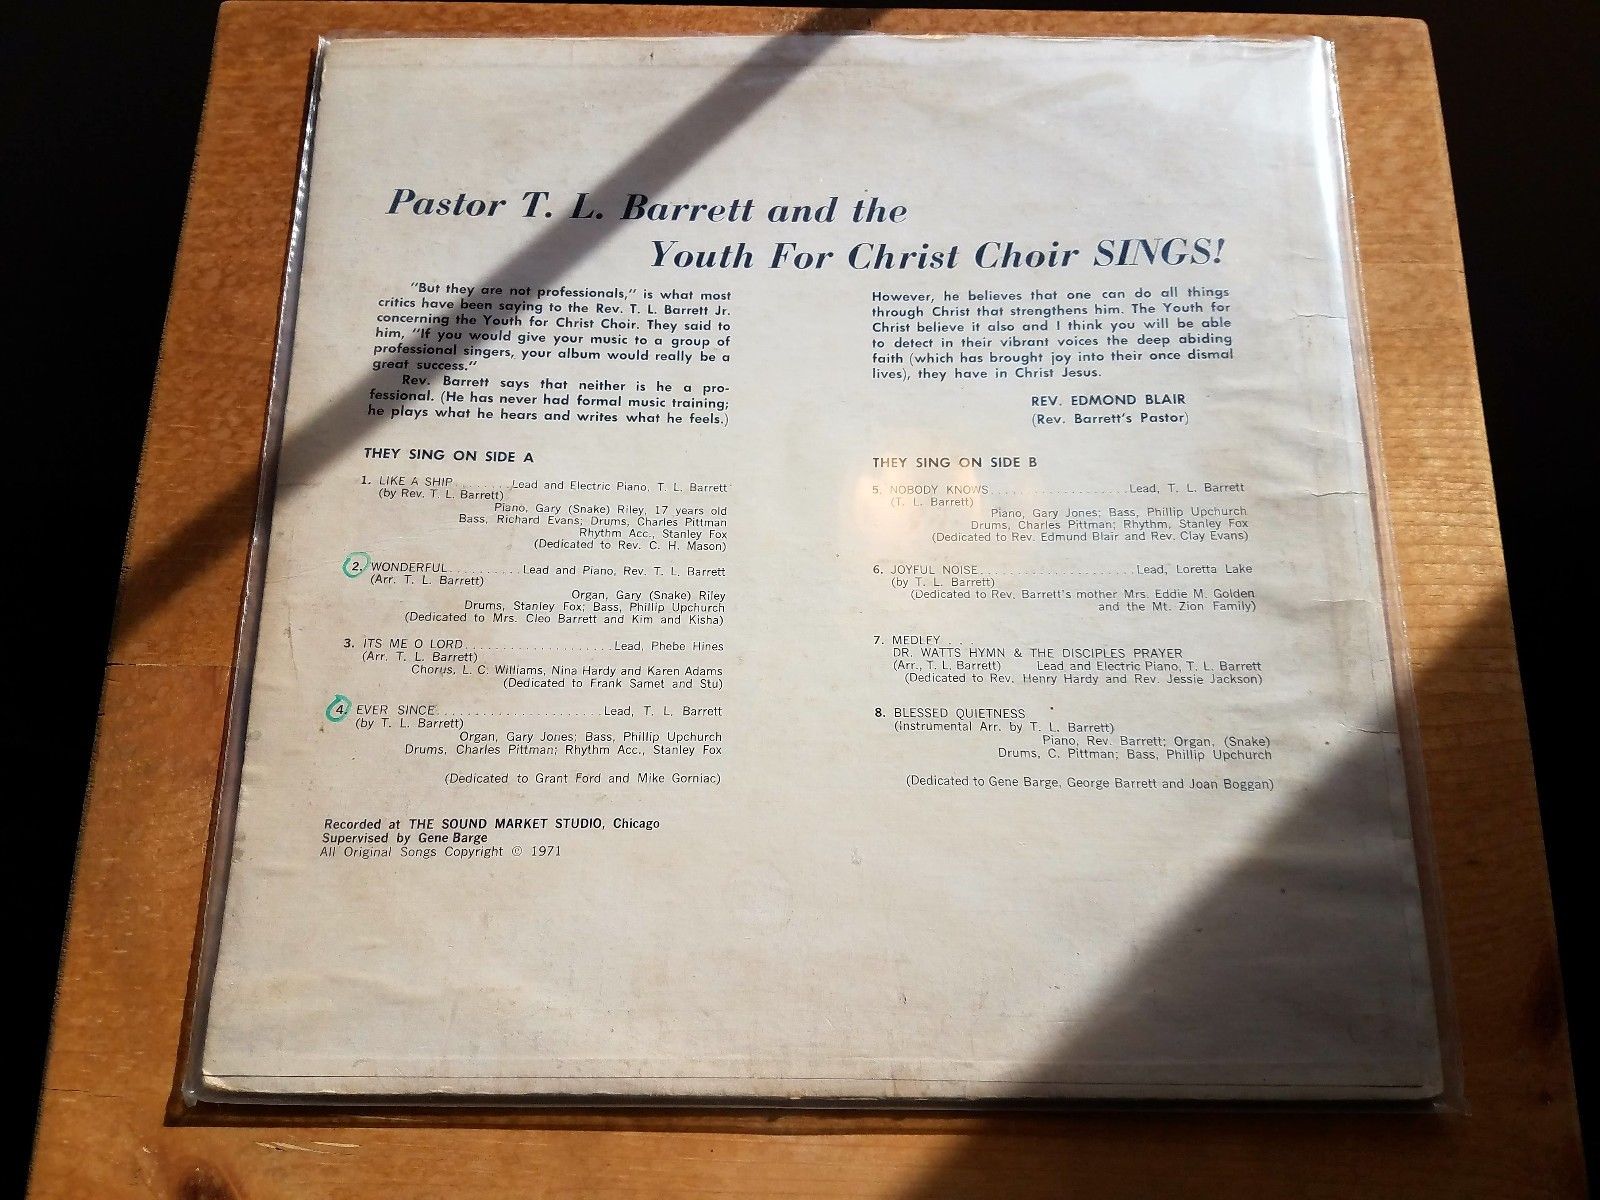 Pastor T. L. Barrett and the
Youth For Christ Choir SINGS!
"But they are not professionals," is what most
critics have been saying to the Rev. T. L. Barrett Jr.
concerning the Youth for Christ Choir. They said to
him, "If you would give your music to a group of
professional singers, your album would really be a
great success."
Rev. Barrett says that neither is he a pro-
fessional. (He has never had formal music training;
he plays what he hears and writes what he feels.)
However, he believes that one can do all things
through Christ that strengthens him. The Youth for
Christ believe it also and I think you will be able
to detect in their vibrant voices the deep abiding
faith (which has brought joy into their once dismal
lives), they have in Christ Jesus.
REV. EDMOND BLAIR
(Rev. Barrett's Pastor)
THEY SING ON SIDE A
1. LIKE A SHIP.........Lead and Electric Piano, T. L. Barrett
(by Rev. T. L. Barrett)
Piano, Gary (Snake) Riley, 17 years old
Bass, Richard Evans; Drums, Charles Pittman
Rhythm Acc., Stanley Fox
(Dedicated to Rev. C. H. Mason)
2. WONDERFUL...........Lead and Piano, Rev. T. L. Barrett
(Arr. T. L. Barrett)
Organ, Gary (Snake) Riley
Drums, Stanley Fox; Bass, Phillip Upchurch
(Dedicated to Mrs. Cleo Barrett and Kim and Kisha)
3. ITS ME O LORD.....................Lead, Phebe Hines
(Arr. T. L. Barrett)
Chorus, L. C. Williams, Nina Hardy and Karen Adams
(Dedicated to Frank Samet and Stu)
4. EVER SINCE........................Lead, T. L. Barrett
(by T. L. Barrett)
Organ, Gary Jones; Bass, Phillip Upchurch
Drums, Charles Pittman; Rhythm Acc., Stanley Fox
(Dedicated to Grant Ford and Mike Gorniac)
THEY SING ON SIDE B
5. NOBODY KNOWS....................Lead, T. L. Barrett
(T. L. Barrett)
Piano, Gary Jones; Bass, Phillip Upchurch
Drums, Charles Pittman; Rhythm, Stanley Fox
(Dedicated to Rev. Edmund Blair and Rev. Clay Evans)
6. JOYFUL NOISE......................Lead, Loretta Lake
(by T. L. Barrett)
(Dedicated to Rev. Barrett's mother Mrs. Eddie M. Golden
and the Mt. Zion Family)
7. MEDLEY . . .
DR. WATTS HYMN & THE DISCIPLES PRAYER
(Arr., T. L. Barrett) Lead and Electric Piano, T. L. Barrett
(Dedicated to Rev. Henry Hardy and Rev. Jessie Jackson)
8. BLESSED QUIETNESS
(Instrumental Arr. by T. L. Barrett)
Piano, Rev. Barrett; Organ, (Snake)
Drums, C. Pittman; Bass, Phillip Upchurch
(Dedicated to Gene Barge, George Barrett and Joan Boggan)
Recorded at THE SOUND MARKET STUDIO, Chicago
Supervised by Gene Barge
All Original Songs Copyright © 1971